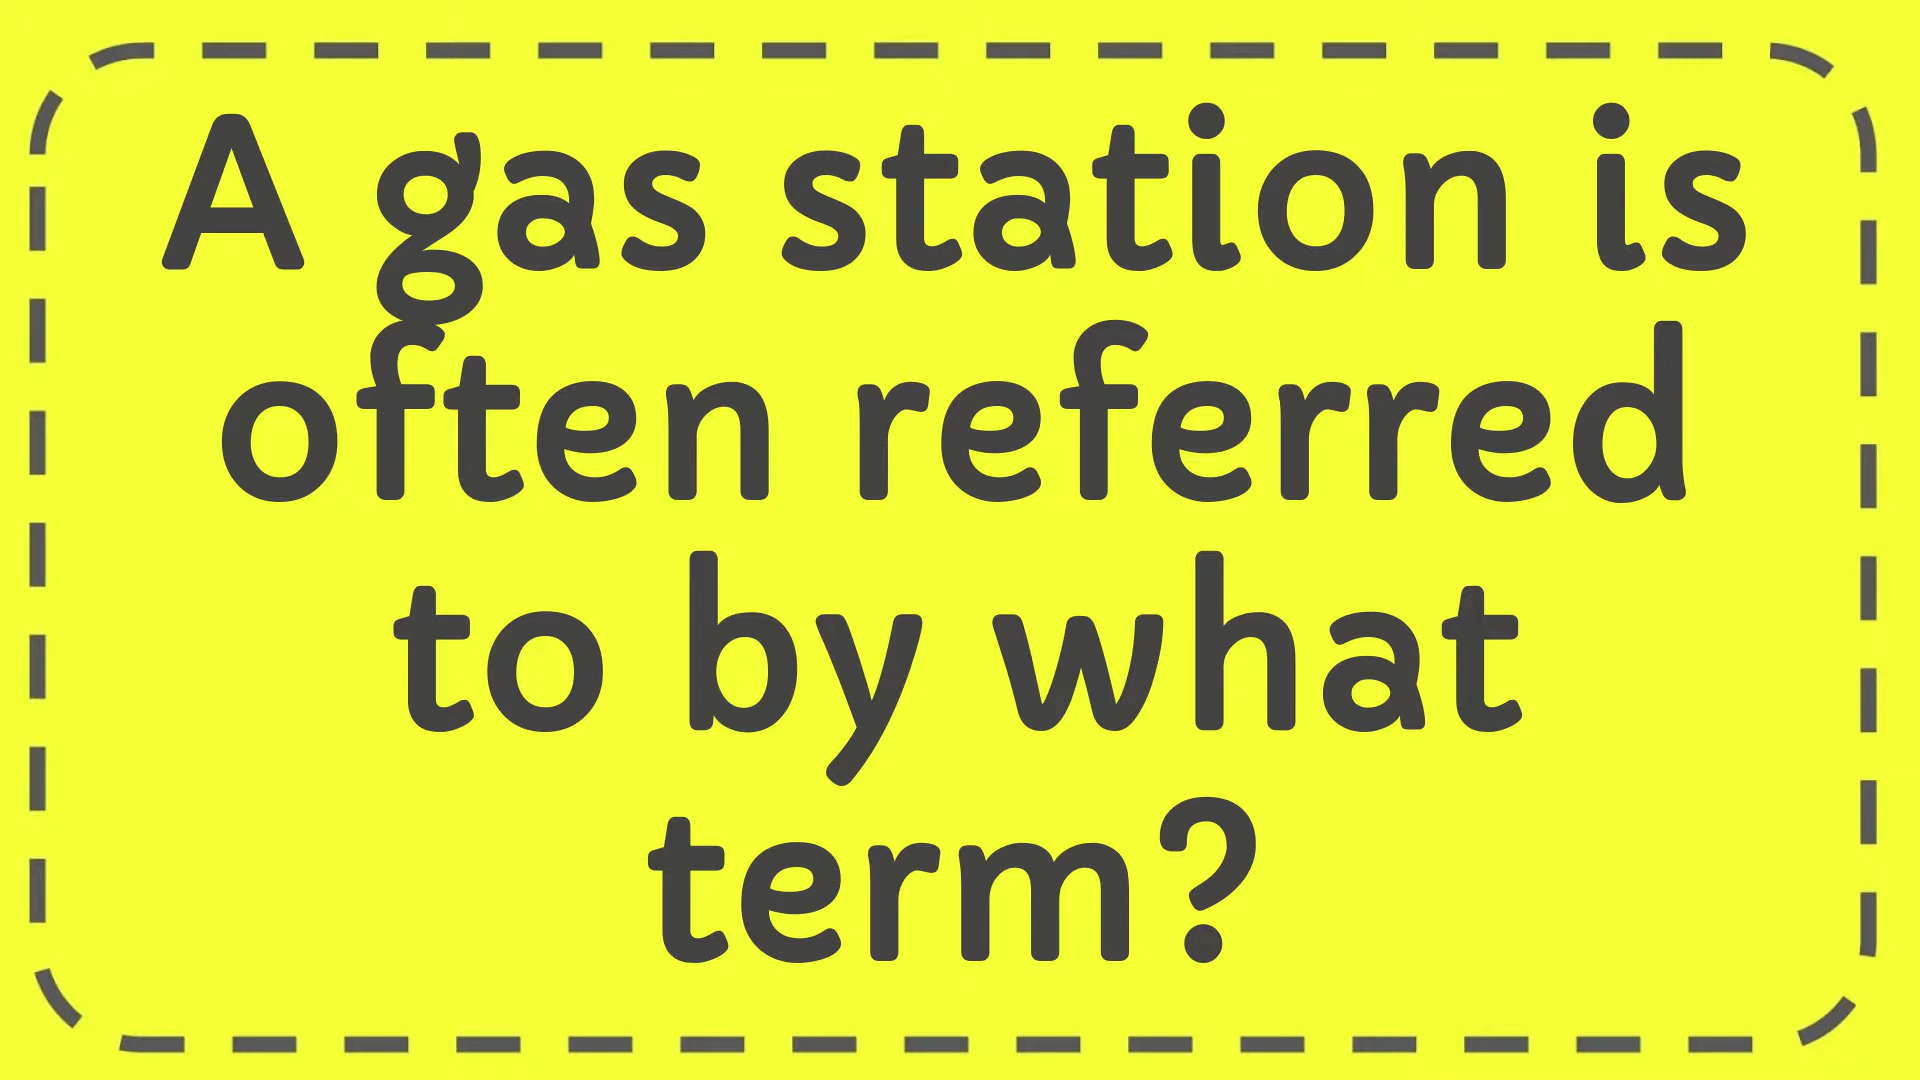 A gas station is
often referred
to by what
term?